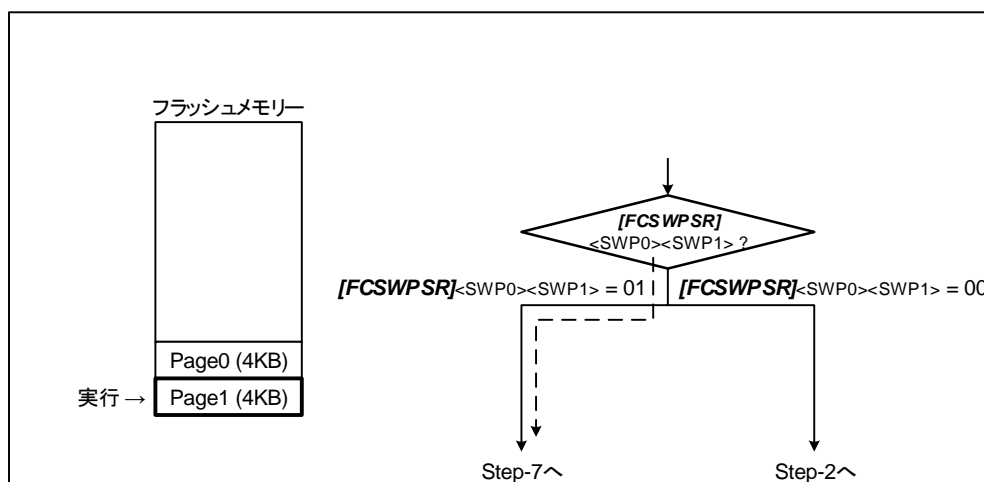 フラッシュメモリー
Page0 (4KB)
実行→ Page1 (4KB)
[FCSWPSR]
<SWP0><SWP1> ?
[FCSWPSR]<SWP0><SWP1> = 01
[FCSWPSR]<SWP0><SWP1> = 00
Step-7へ
Step-2へ